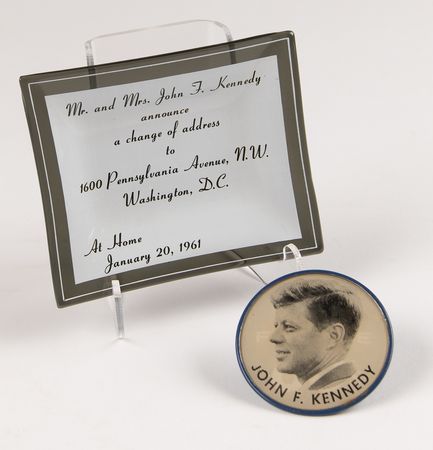 Mr. and Mrs. John F. Kennedy
announce
a change of address
to
1600 Pennsylvania Avenue, N.W.
Washington, D.C.
At Home
January 20, 1961
JOHN F. KENNEDY